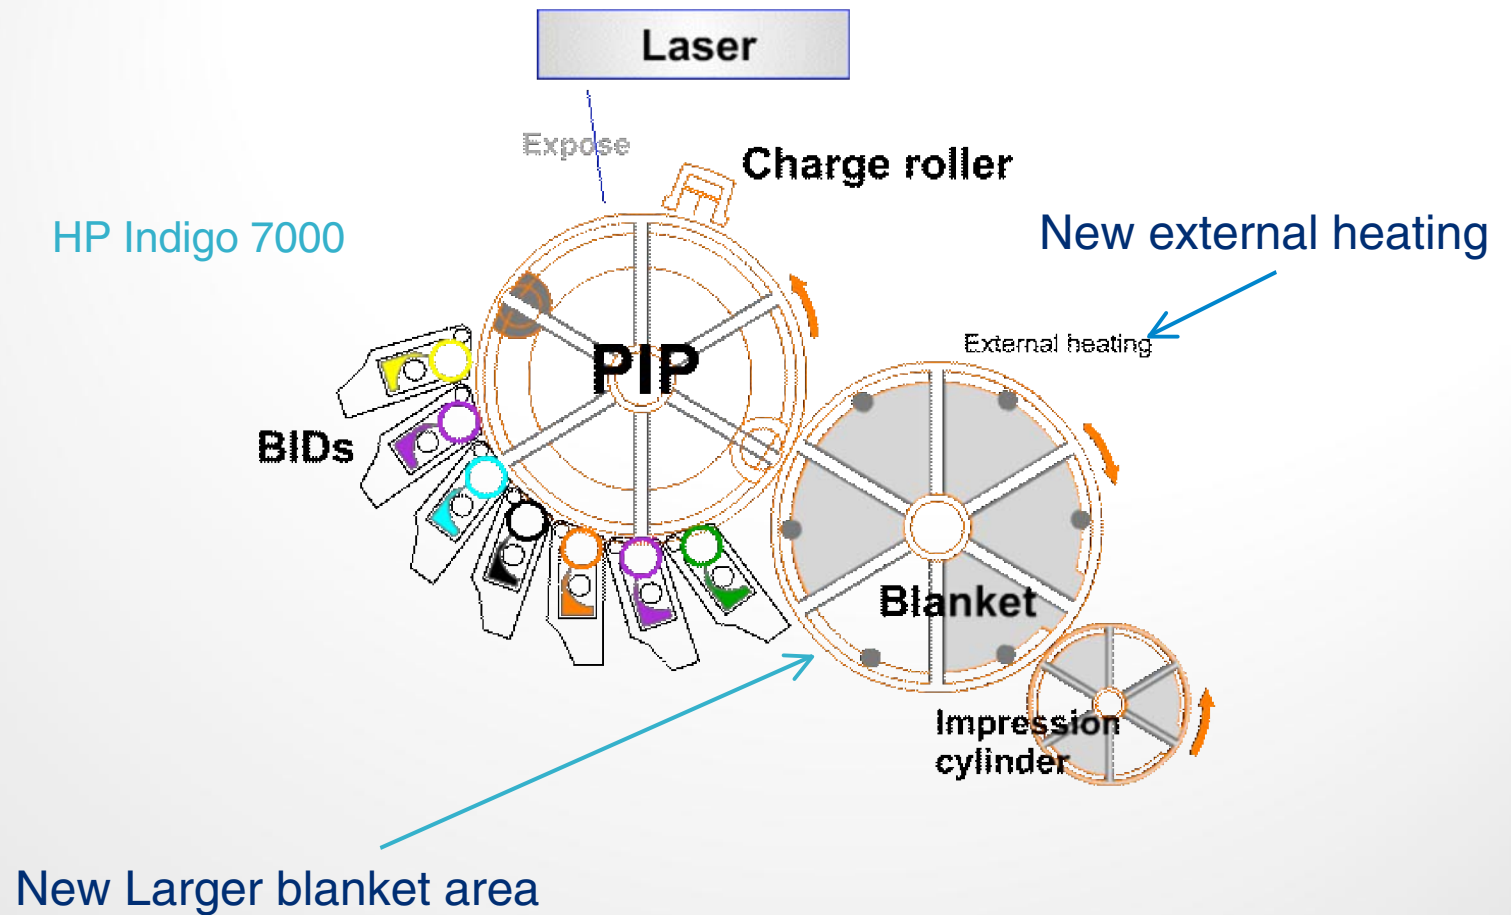 Laser
Expose
Charge roller
HP Indigo 7000
New external heating
External heating
PIP
BIDs
Blanket
Impression
cylinder
New Larger blanket area